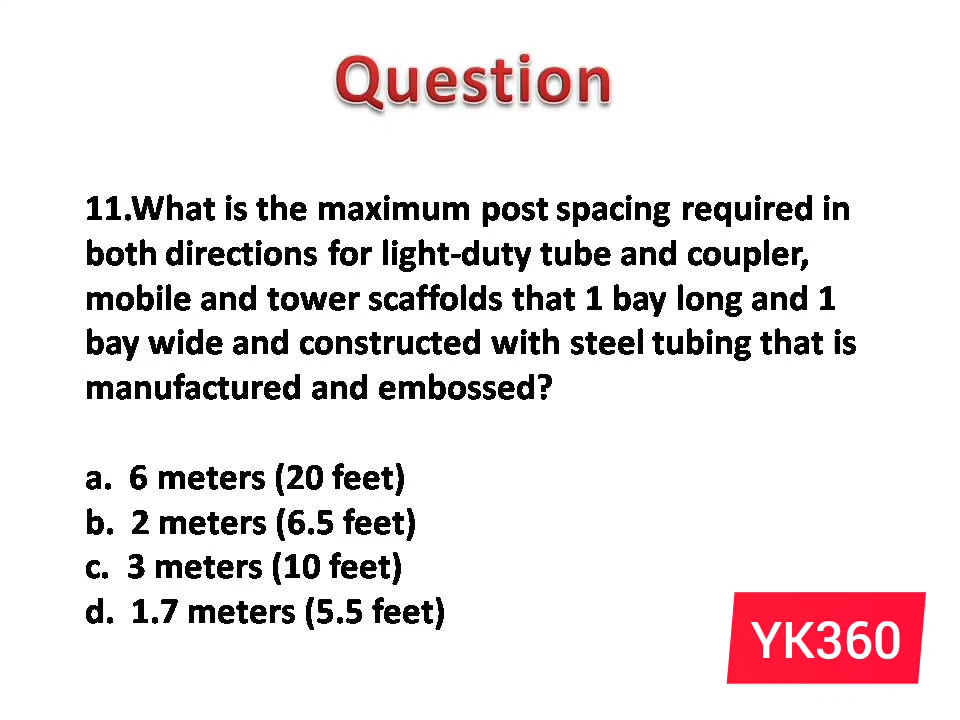 Question
11.What is the maximum post spacing required in
both directions for light-duty tube and coupler,
mobile and tower scaffolds that 1 bay long and 1
bay wide and constructed with steel tubing that is
manufactured and embossed?
a. 6 meters (20 feet)
b. 2 meters (6.5 feet)
c. 3 meters (10 feet)
d. 1.7 meters (5.5 feet)
YK360